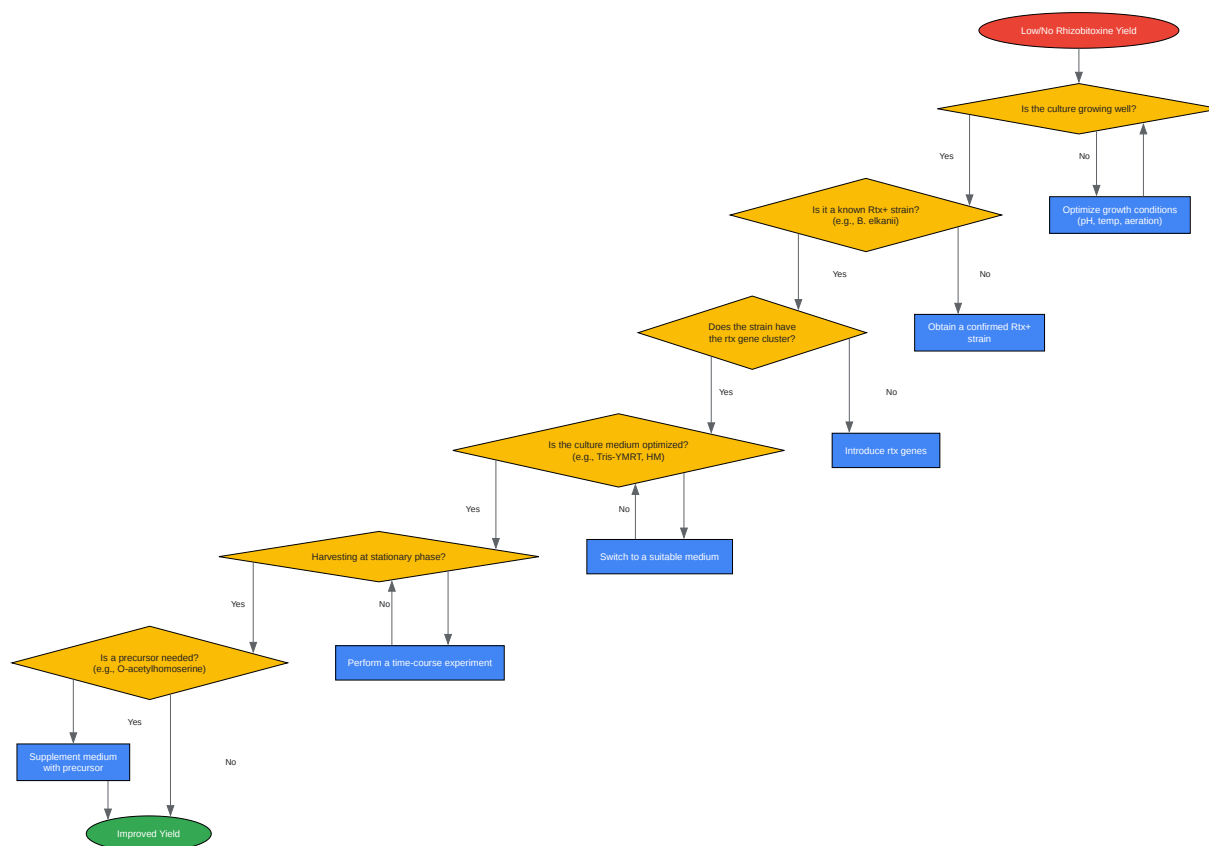 Low/No Rhizobitoxine Yield
Is the culture growing well?
Yes
No
Is it a known Rtx+ strain?
(e.g., B. elkanii)
Optimize growth conditions
(pH, temp, aeration)
Yes
No
Does the strain have
the rtx gene cluster?
Obtain a confirmed Rtx+
strain
Yes
No
Is the culture medium optimized?
(e.g., Tris-YMRT, HM)
Introduce rtx genes
Yes
No
Harvesting at stationary phase?
Switch to a suitable medium
Yes
No
Is a precursor needed?
(e.g., O-acetylhomoserine)
Perform a time-course experiment
Yes
No
Supplement medium
with precursor
Improved Yield